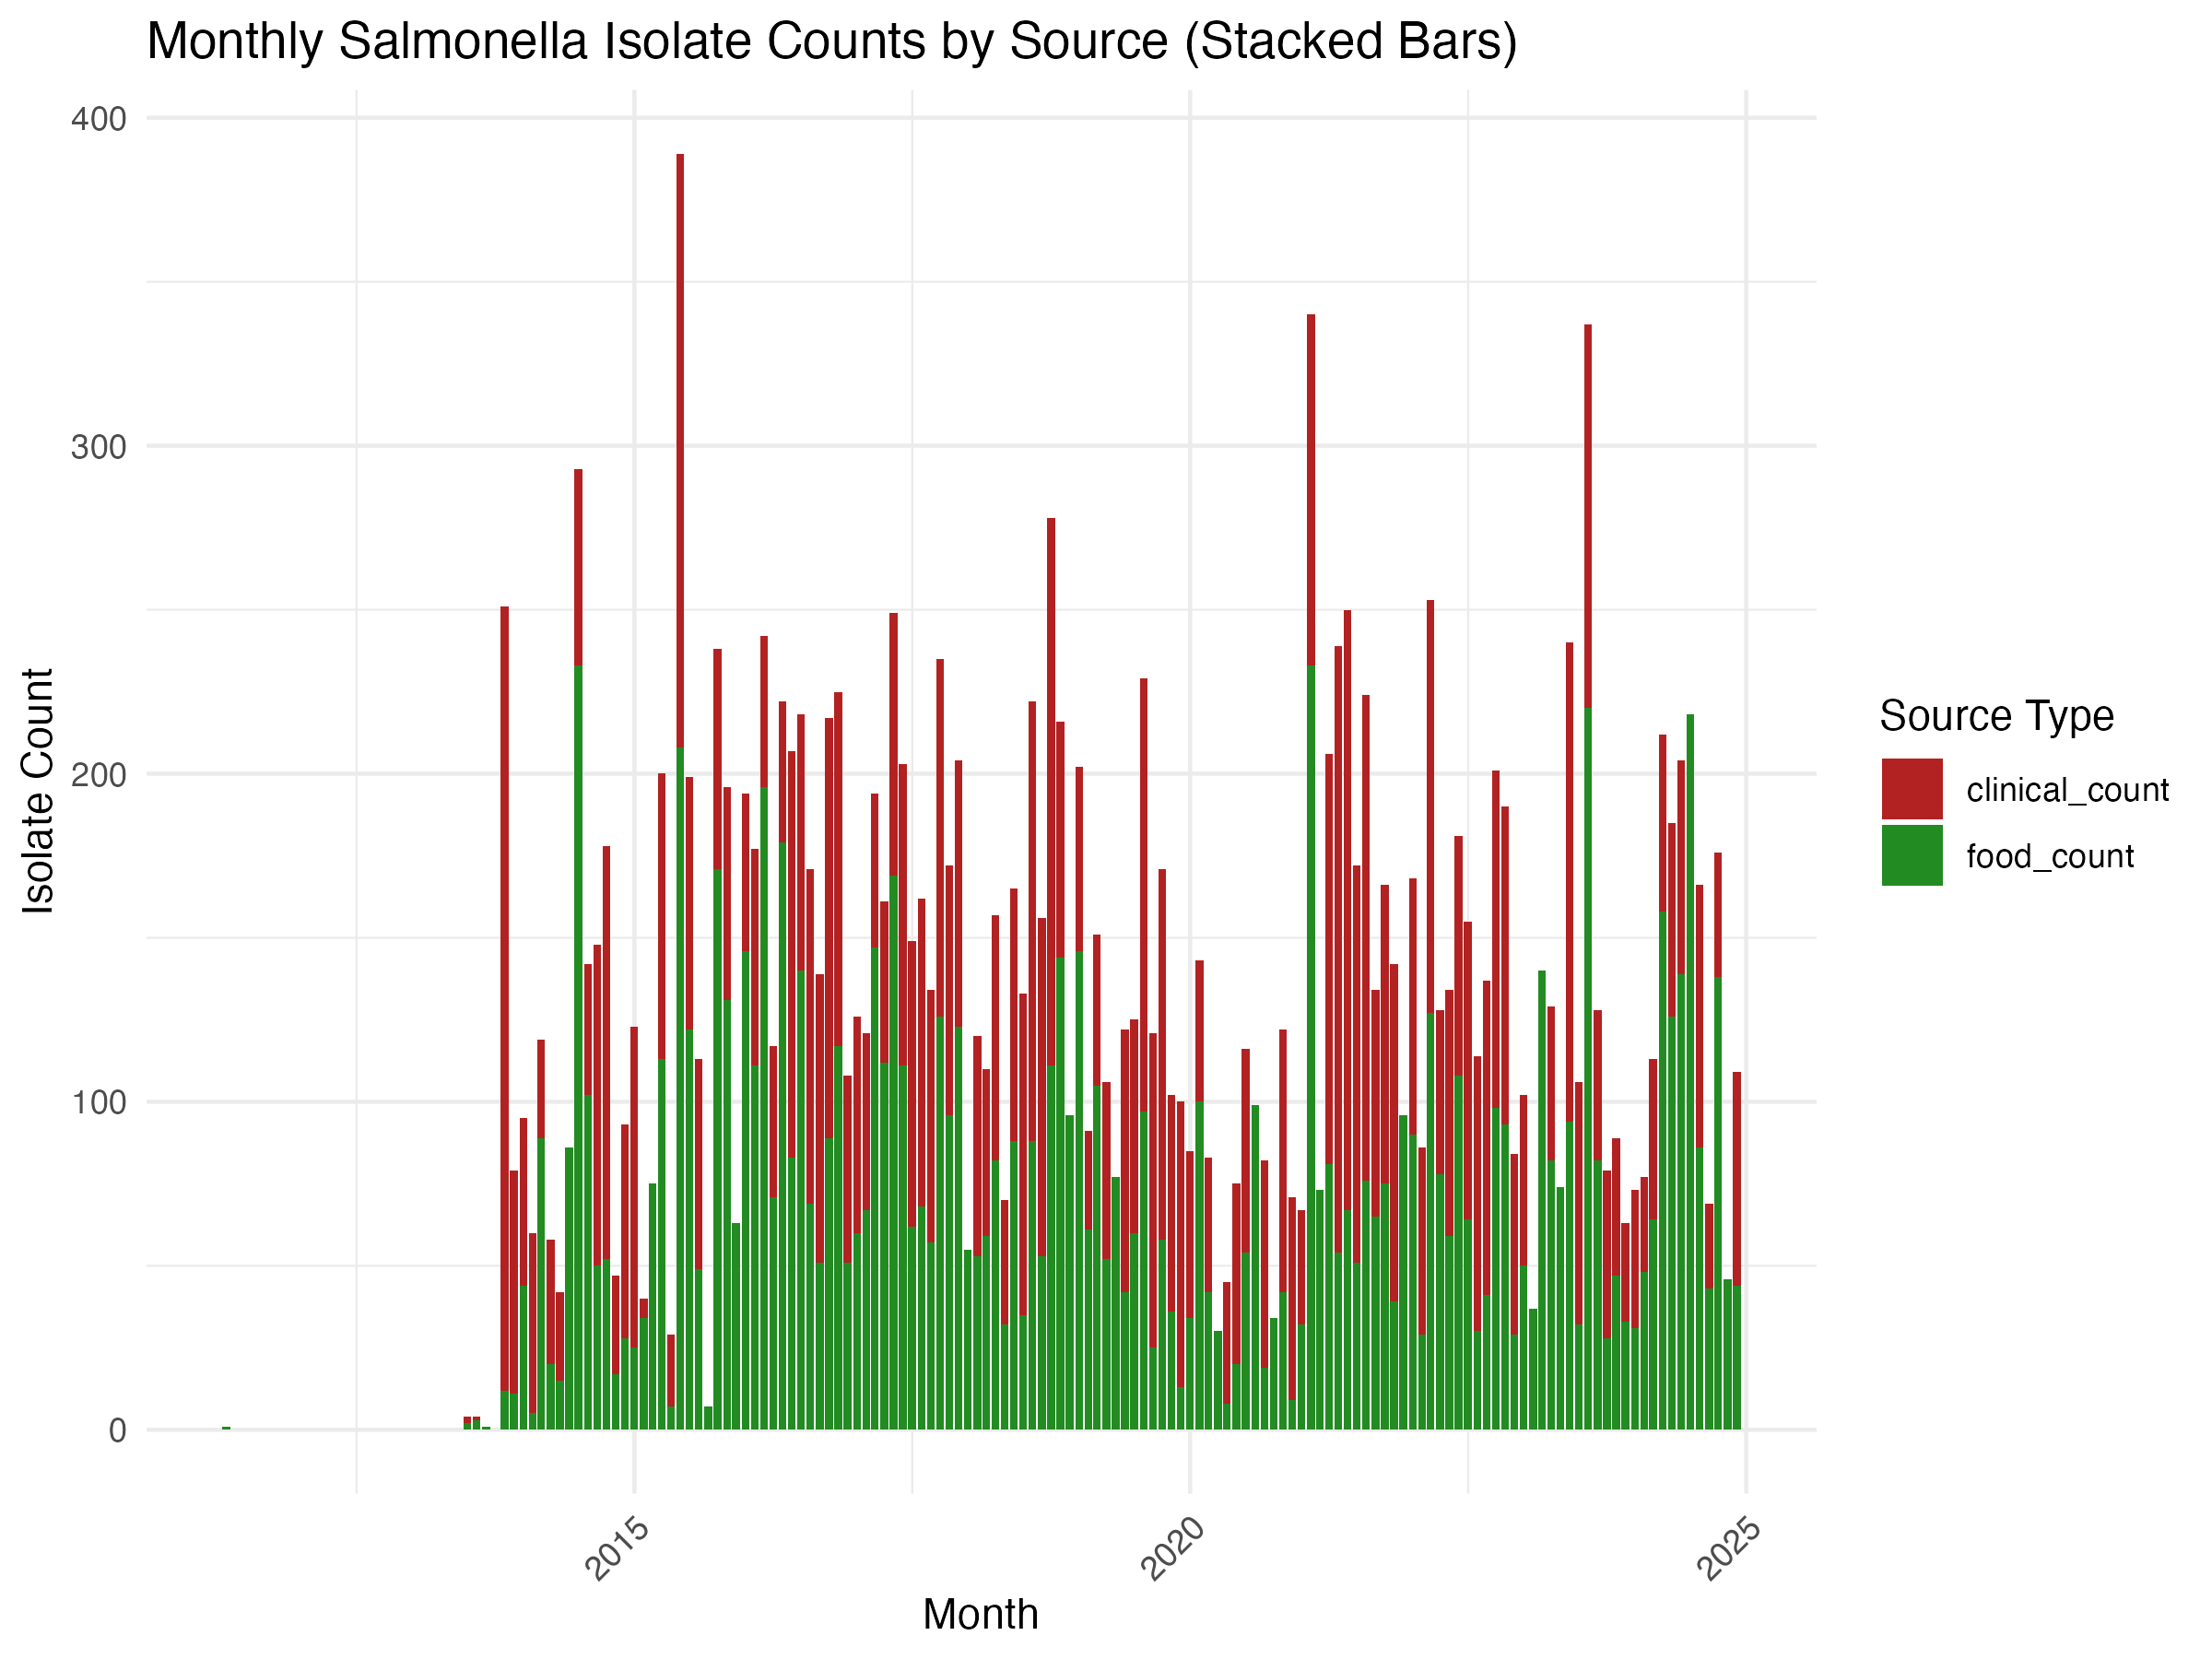 Monthly Salmonella Isolate Counts by Source (Stacked Bars)
400
300
200
100
0
Isolate Count
2015
2020
2025
Month
Source Type
clinical_count
food_count